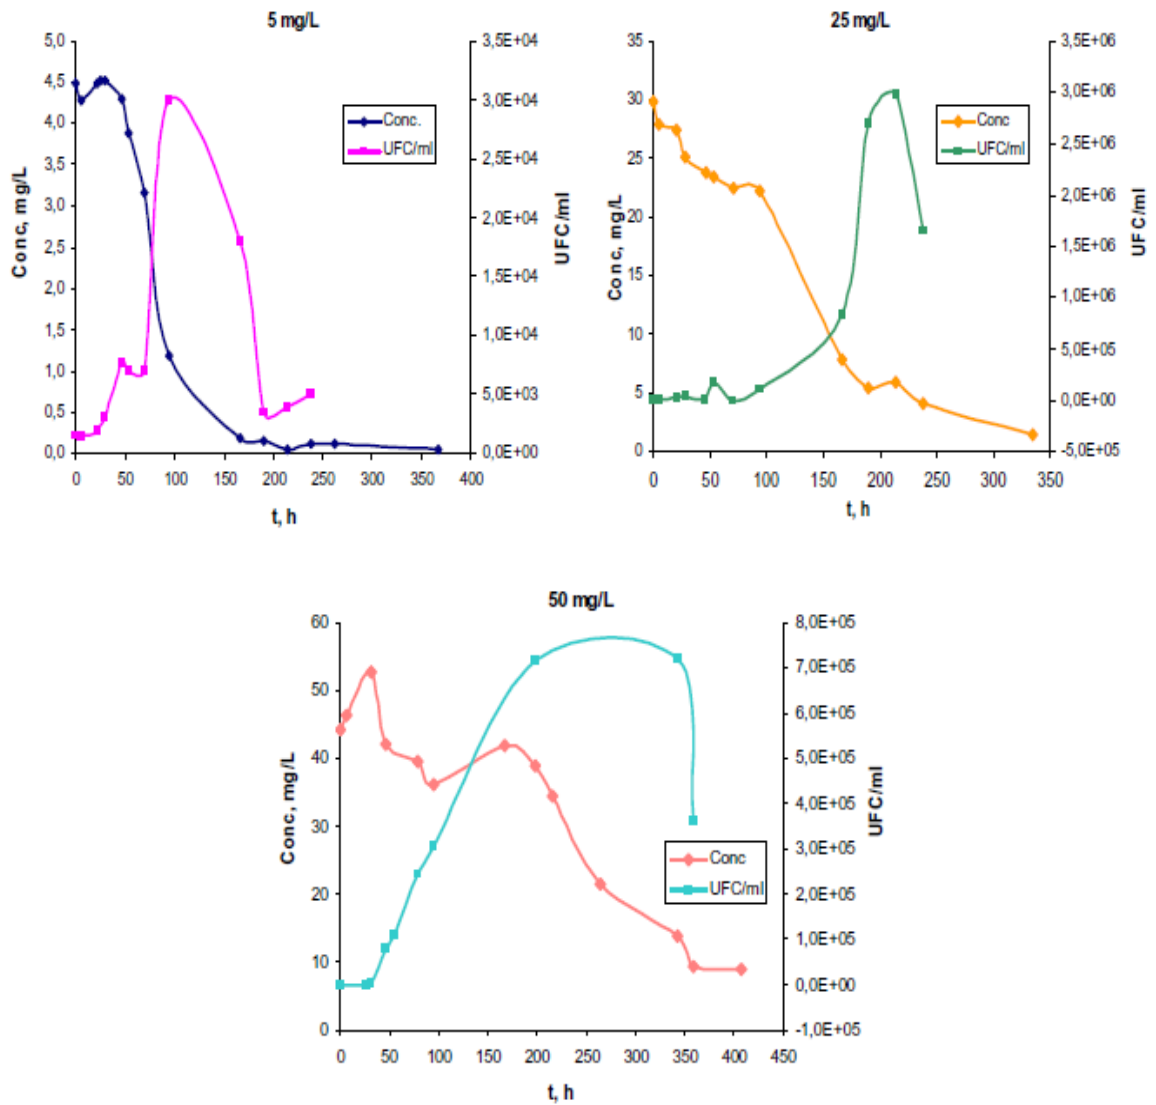 5 mg/L
5,0
4,5
4,0
3,5
3,0
2,5
2,0
1,5
1,0
0,5
0,0
Conc, mg/L
3,5E+04
3,0E+04
2,5E+04
2,0E+04
1,5E+04
1,0E+04
5,0E+03
0,0E+00
UFC/ml
Conc.
UFC/ml
0 50 100 150 200 250 300 350 400
t, h
25 mg/L
35
30
25
20
15
10
5
0
Conc, mg/L
3,5E+06
3,0E+06
2,5E+06
2,0E+06
1,5E+06
1,0E+06
5,0E+05
0,0E+00
-5,0E+05
UFC/ml
Conc
UFC/ml
0 50 100 150 200 250 300 350
t, h
50 mg/L
60
50
40
30
20
10
0
Conc, mg/L
8,0E+05
7,0E+05
6,0E+05
5,0E+05
4,0E+05
3,0E+05
2,0E+05
1,0E+05
0,0E+00
-1,0E+05
UFC/ml
Conc
UFC/ml
0 50 100 150 200 250 300 350 400 450
t, h